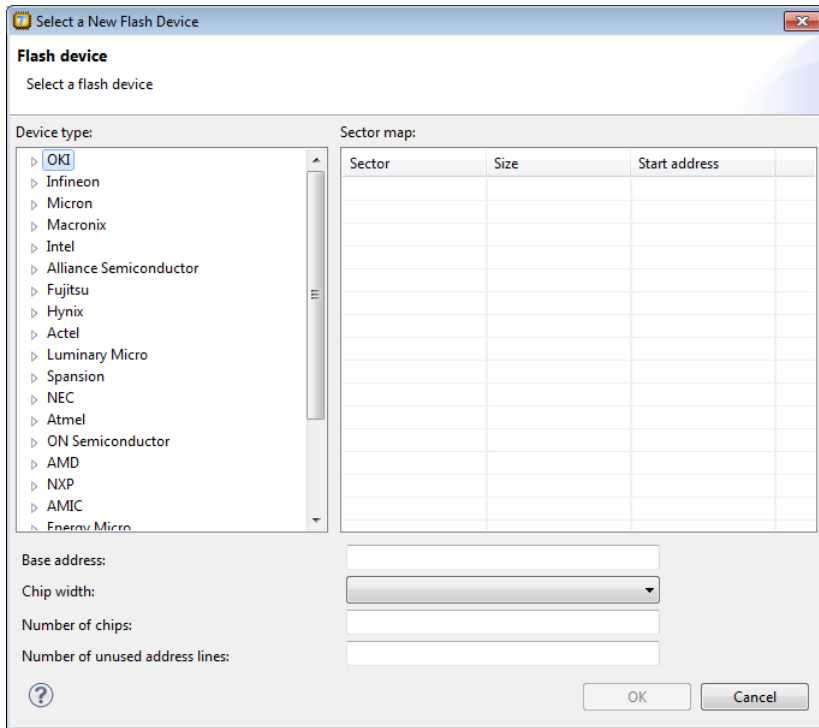 Select a New Flash Device
Flash device
Select a flash device
Device type:
Sector map:
OKI
Infineon
Micron
Macronix
Intel
Alliance Semiconductor
Fujitsu
Hynix
Actel
Luminary Micro
Spansion
NEC
Atmel
ON Semiconductor
AMD
NXP
AMIC
Energy Micro
Sector Size Start address
Base address:
Chip width:
Number of chips:
Number of unused address lines:
OK Cancel